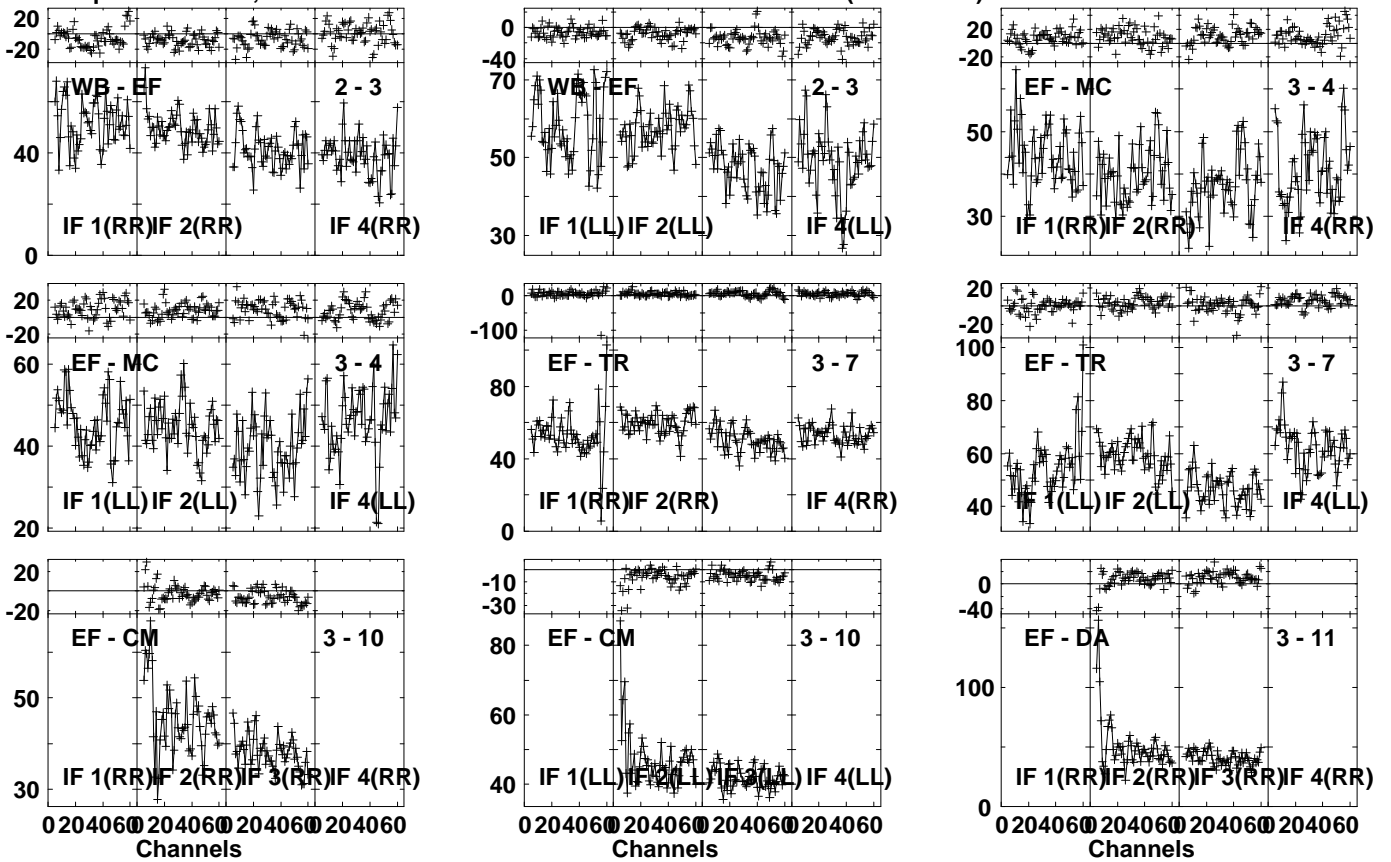 20
-20
WB - EF
2 - 3
40
0
IF 1(RR)
IF 2(RR)
IF 4(RR)
0
-40
70
WB - EF
2 - 3
50
30
IF 1(LL)
IF 2(LL)
IF 4(LL)
20
-20
EF - MC
3 - 4
50
30
IF 1(RR)
IF 2(RR)
IF 4(RR)
20
-20
60
EF - MC
3 - 4
40
20
IF 1(LL)
IF 2(LL)
IF 4(LL)
0
-100
EF - TR
3 - 7
80
40
0
IF 1(RR)
IF 2(RR)
IF 4(RR)
20
-20
100
EF - TR
3 - 7
80
60
40
IF 1(LL)
IF 2(LL)
IF 4(LL)
20
-20
EF - CM
3 - 10
50
30
IF 1(RR)
IF 2(RR)
IF 3(RR)
IF 4(RR)
-10
-30
EF - CM
3 - 10
80
60
40
IF 1(LL)
IF 2(LL)
IF 3(LL)
IF 4(LL)
0
-40
EF - DA
3 - 11
100
0
IF 1(RR)
IF 2(RR)
IF 3(RR)
IF 4(RR)
0 204060 0 204060 0 204060 0 204060
Channels
0 204060 0 204060 0 204060 0 204060
Channels
0 204060 0 204060 0 204060 0 204060
Channels